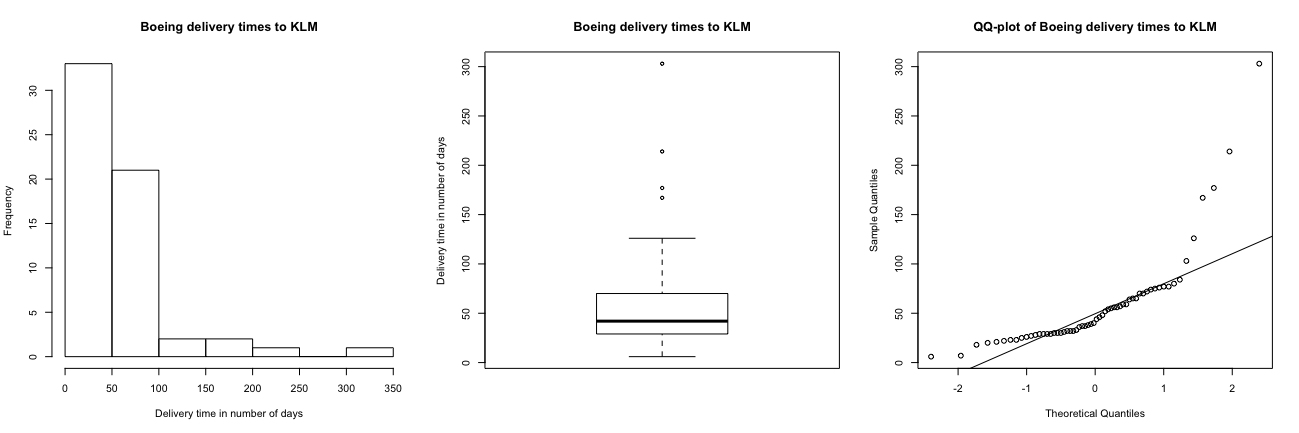 Boeing delivery times to KLM
Frequency
0
5
10
15
20
25
30
0 50 100 150 200 250 300 350
Delivery time in number of days
Boeing delivery times to KLM
Delivery time in number of days
0
50
100
150
200
250
300
QQ-plot of Boeing delivery times to KLM
Sample Quantiles
0
50
100
150
200
250
300
-2 -1 0 1 2
Theoretical Quantiles